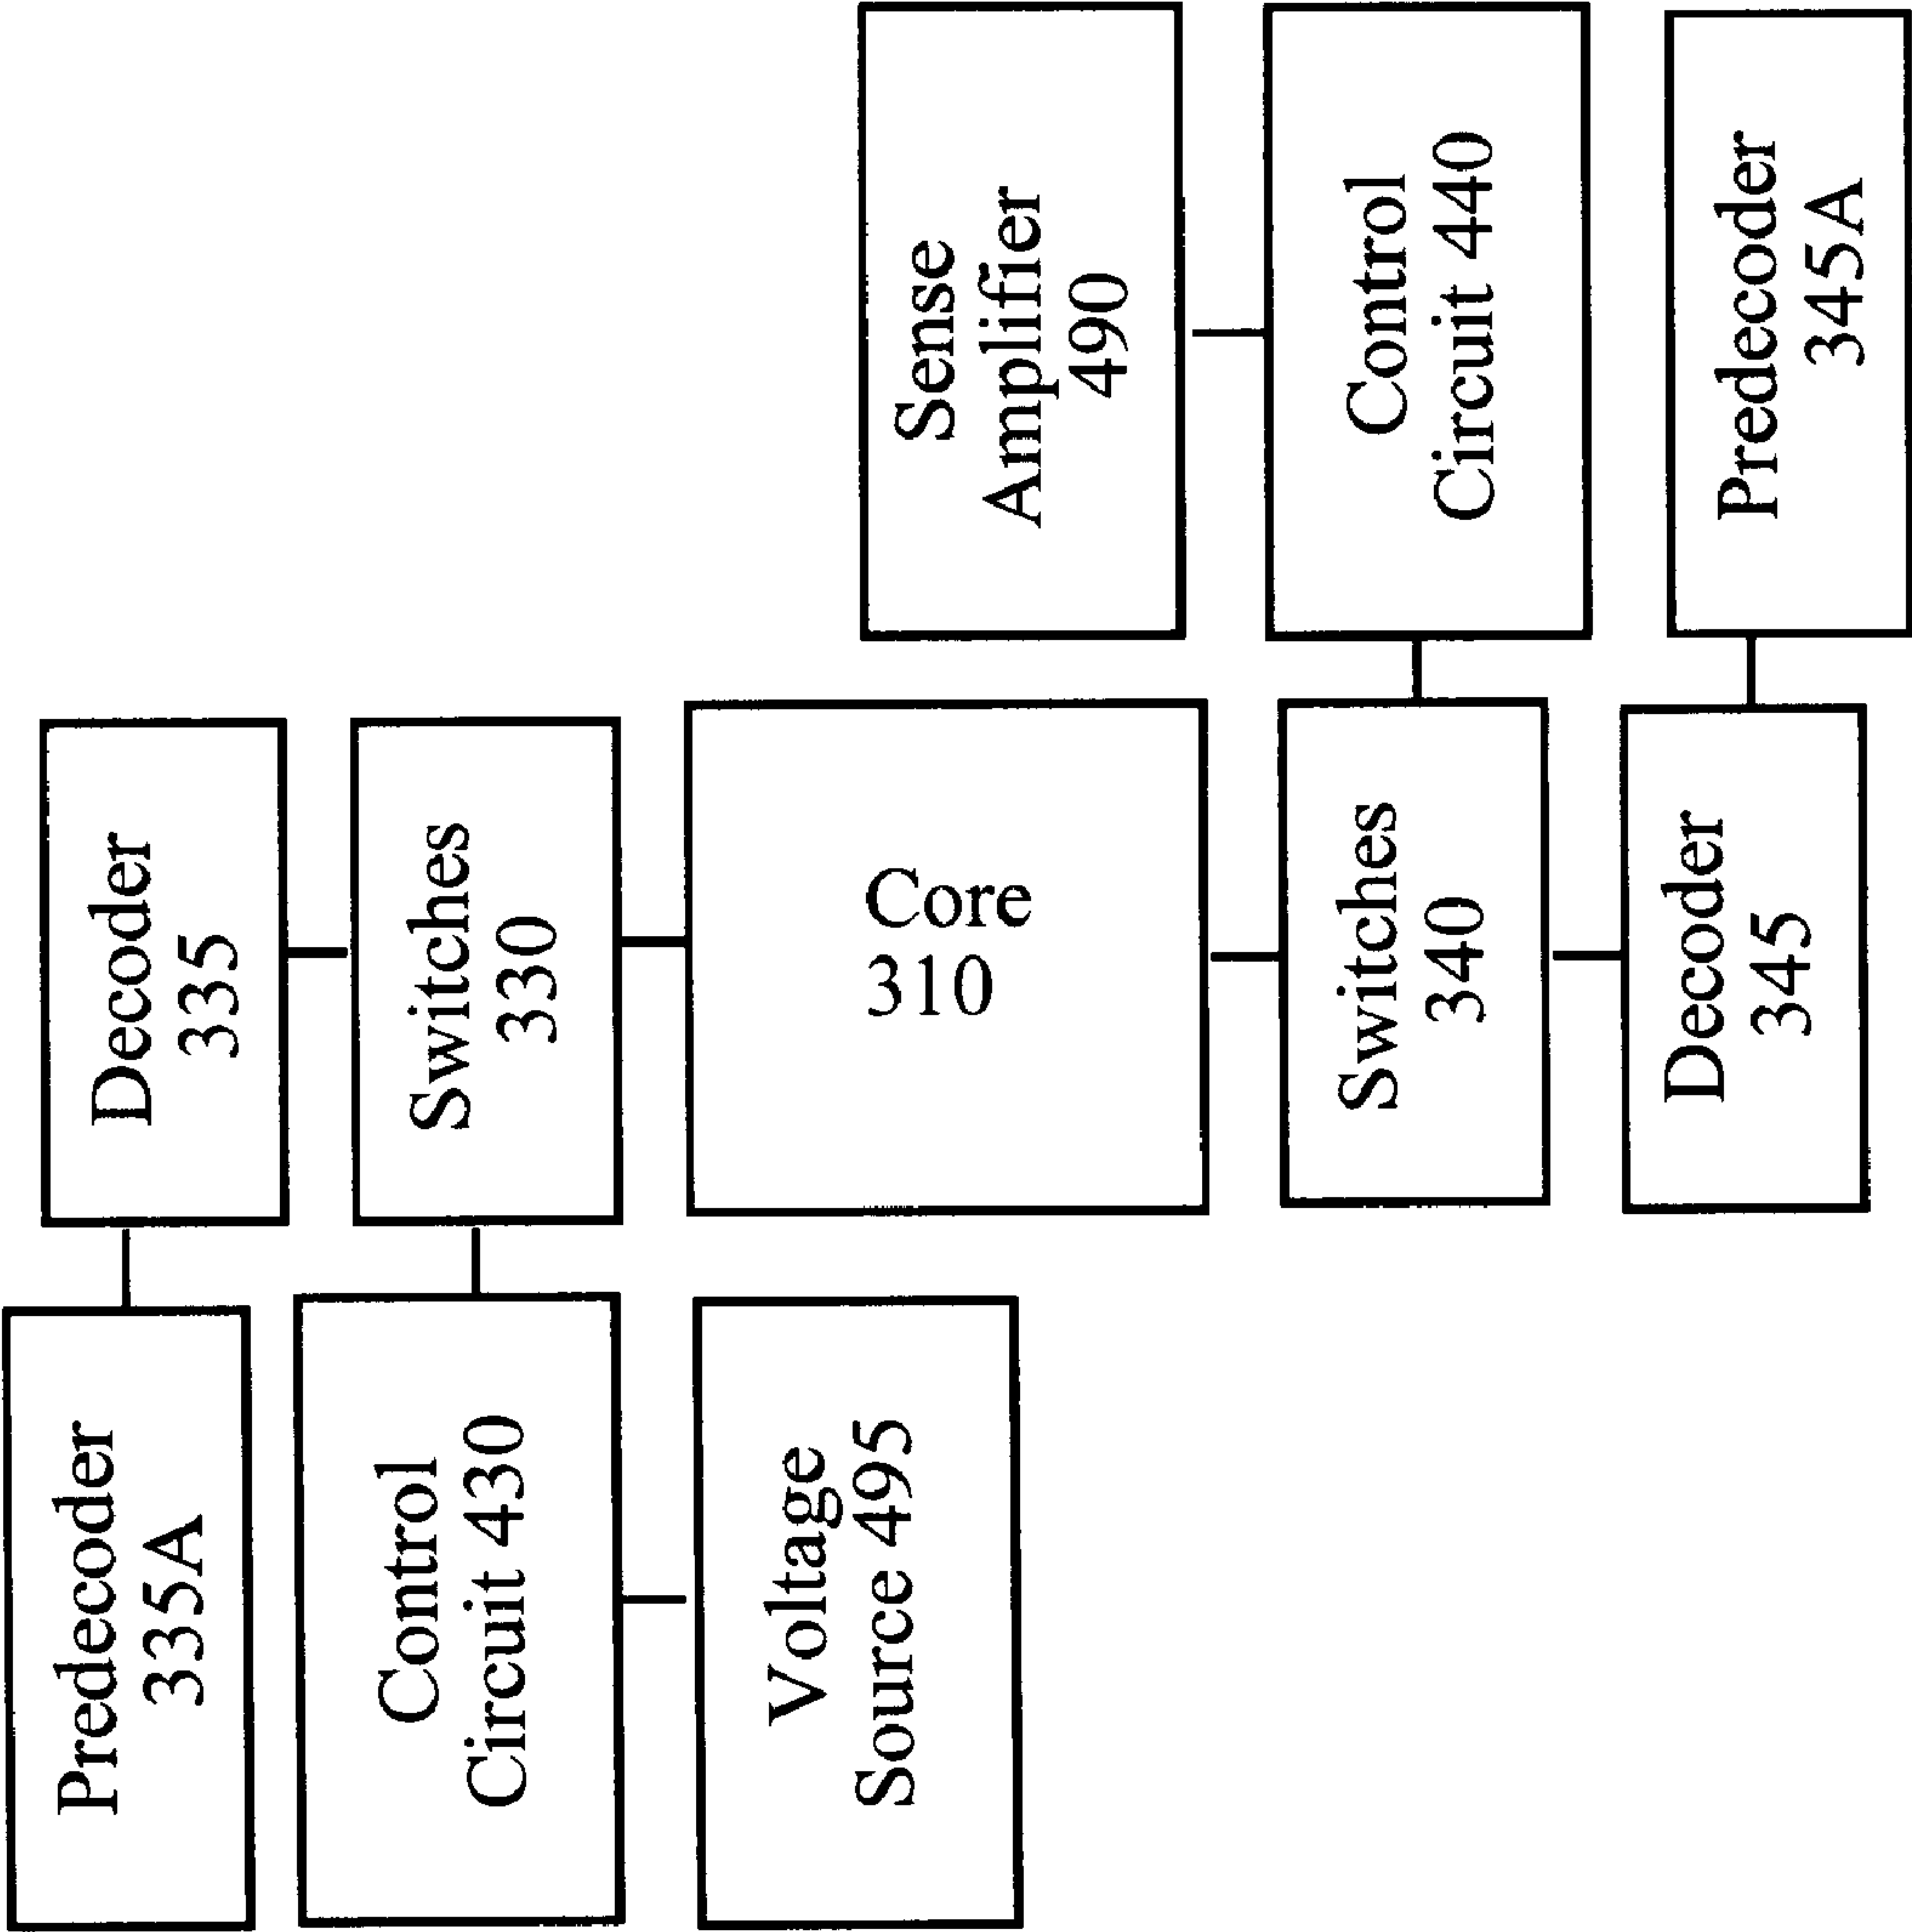 Predecoder
335A
Decoder
335
Control
Circuit 430
Switches
330
Voltage
Source 495
Core
310
Sense
Amplifier
490
Switches
340
Control
Circuit 440
Decoder
345
Predecoder
345A